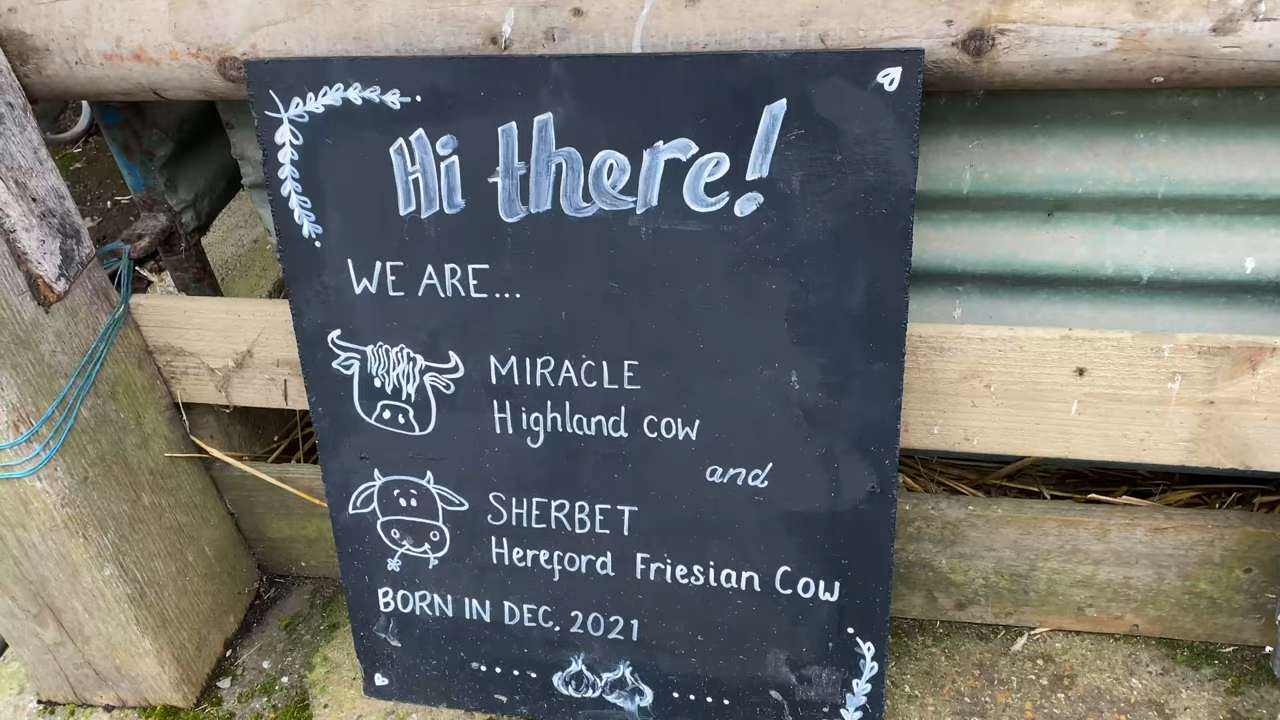 Hi there!
WE ARE...
MIRACLE
Highland cow
and
SHERBET
Hereford Friesian Cow
BORN IN DEC. 2021